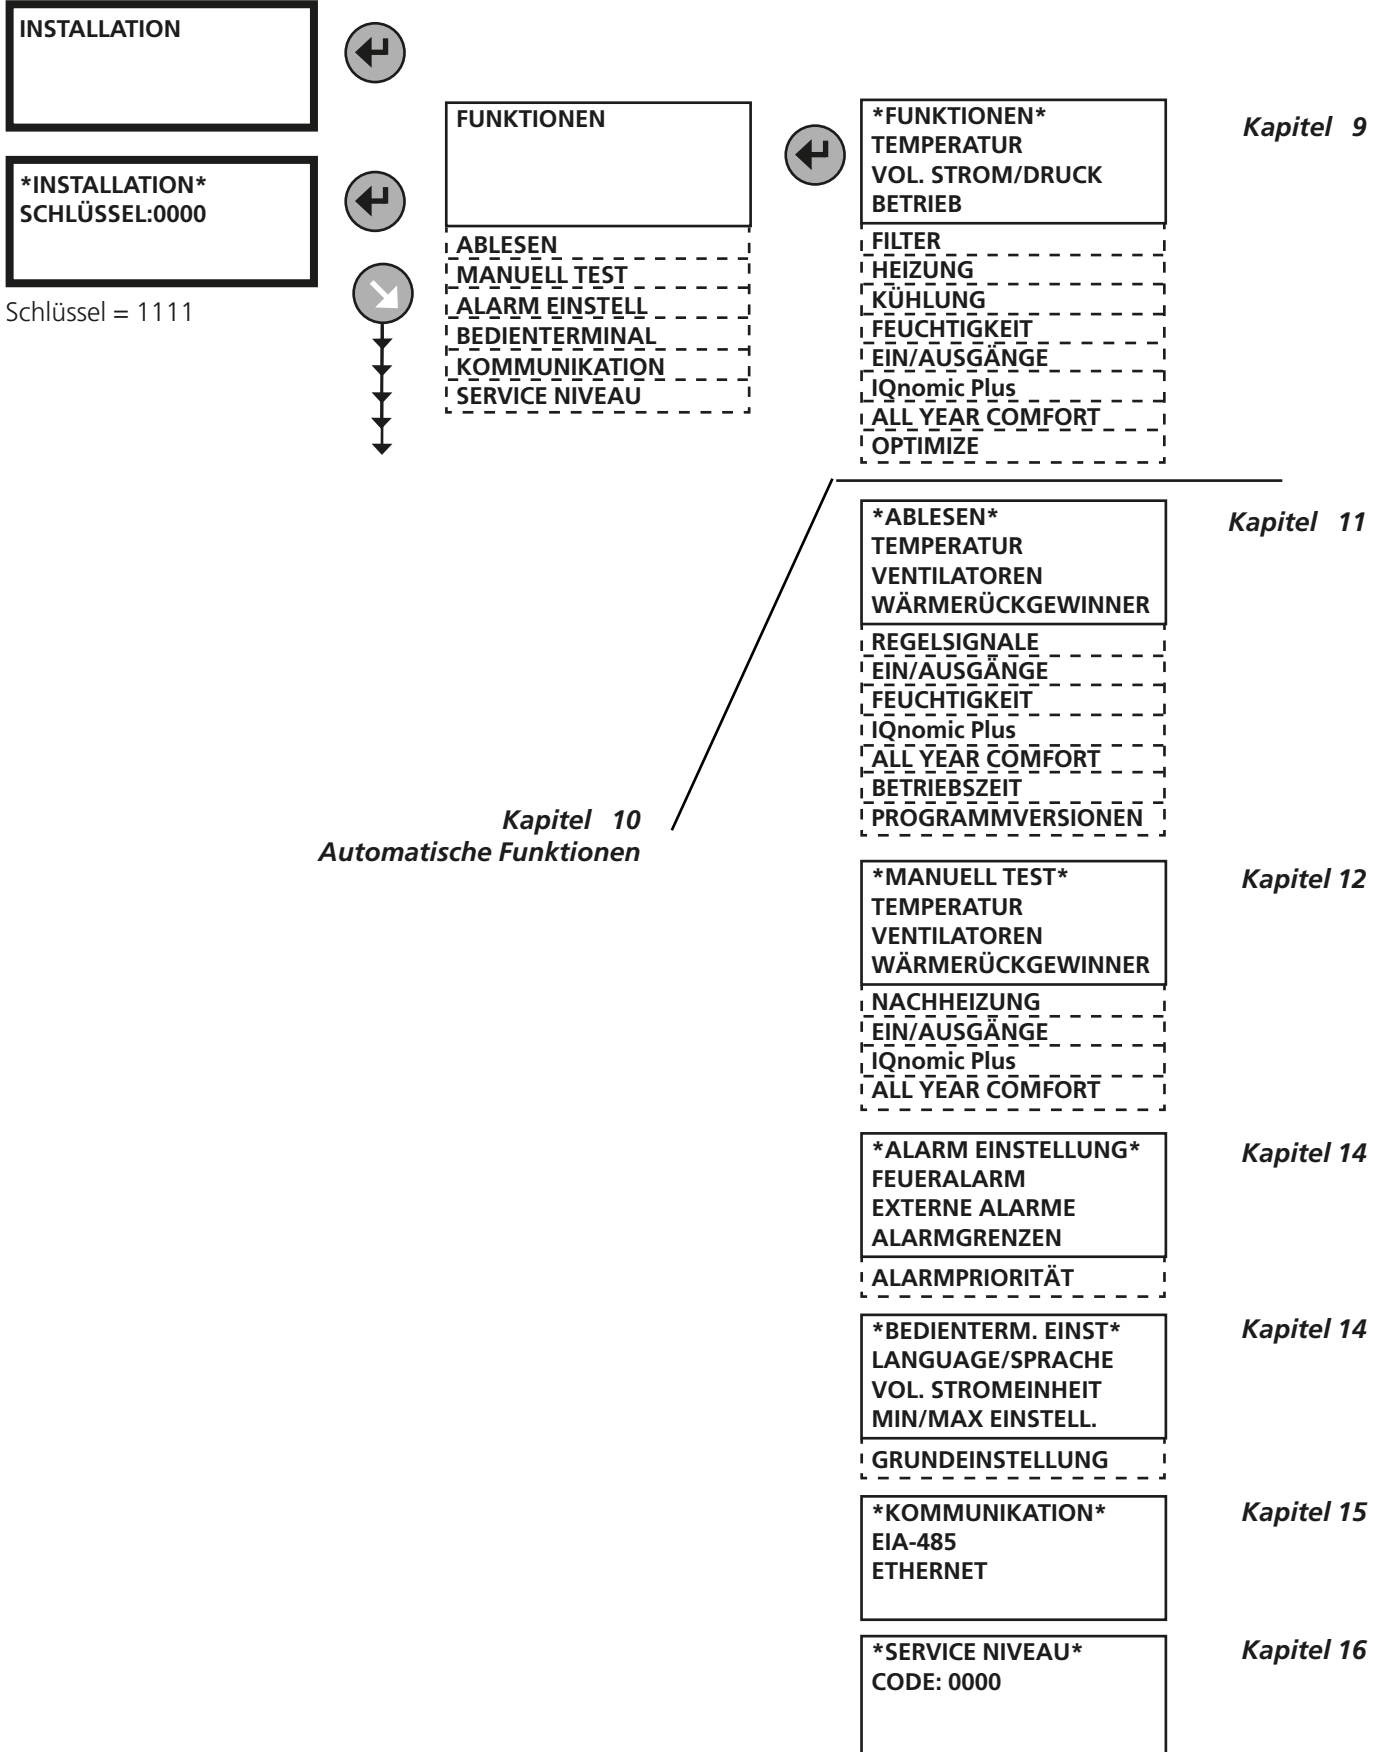 INSTALLATION
*INSTALLATION*
SCHLÜSSEL:0000
Schlüssel = 1111
FUNKTIONEN
ABLESEN
MANUELL TEST
ALARM EINSTELL
BEDIENTERMINAL
KOMMUNIKATION
SERVICE NIVEAU
*FUNKTIONEN*
TEMPERATUR
VOL. STROM/DRUCK
BETRIEB
FILTER
HEIZUNG
KÜHLUNG
FEUCHTIGKEIT
EIN/AUSGÄNGE
IQnomic Plus
ALL YEAR COMFORT
OPTIMIZE
Kapitel 9
Kapitel 10
Automatische Funktionen
*ABLESEN*
TEMPERATUR
VENTILATOREN
WÄRMERÜCKGEWINNER
REGELSIGNALE
EIN/AUSGÄNGE
FEUCHTIGKEIT
IQnomic Plus
ALL YEAR COMFORT
BETRIEBSZEIT
PROGRAMMVERSIONEN
Kapitel 11
*MANUELL TEST*
TEMPERATUR
VENTILATOREN
WÄRMERÜCKGEWINNER
NACHHEIZUNG
EIN/AUSGÄNGE
IQnomic Plus
ALL YEAR COMFORT
Kapitel 12
*ALARM EINSTELLUNG*
FEUERALARM
EXTERNE ALARME
ALARMGRENZEN
ALARMPRIORITÄT
Kapitel 14
*BEDIENTERM. EINST*
LANGUAGE/SPRACHE
VOL. STROMEINHEIT
MIN/MAX EINSTELL.
GRUNDEINSTELLUNG
Kapitel 14
*KOMMUNIKATION*
EIA-485
ETHERNET
Kapitel 15
*SERVICE NIVEAU*
CODE: 0000
Kapitel 16